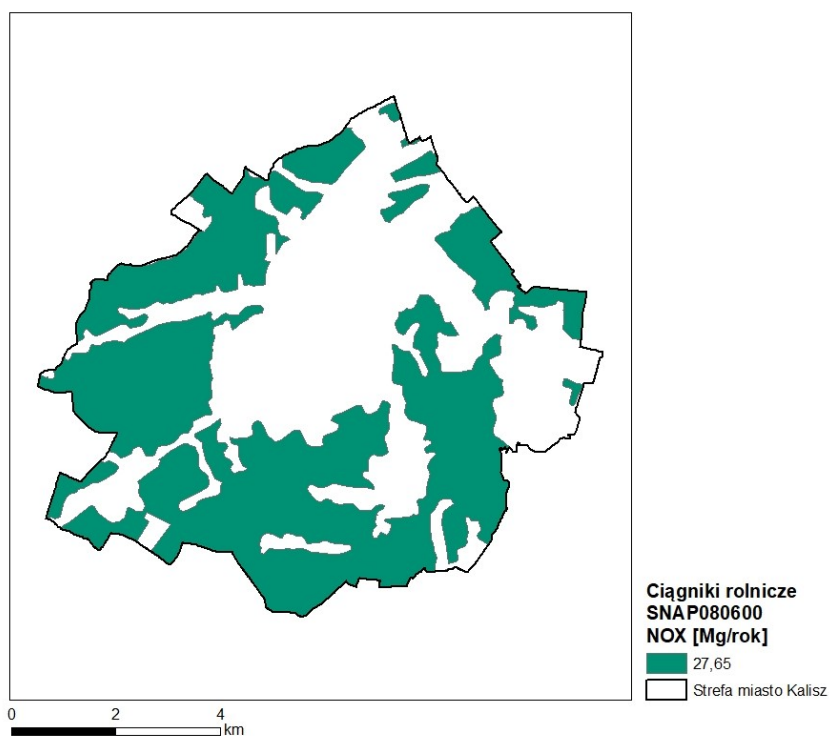 Ciągniki rolnicze
SNAP080600
NOX [Mg/rok]
27,65
Strefa miasto Kalisz
0 2 4
km